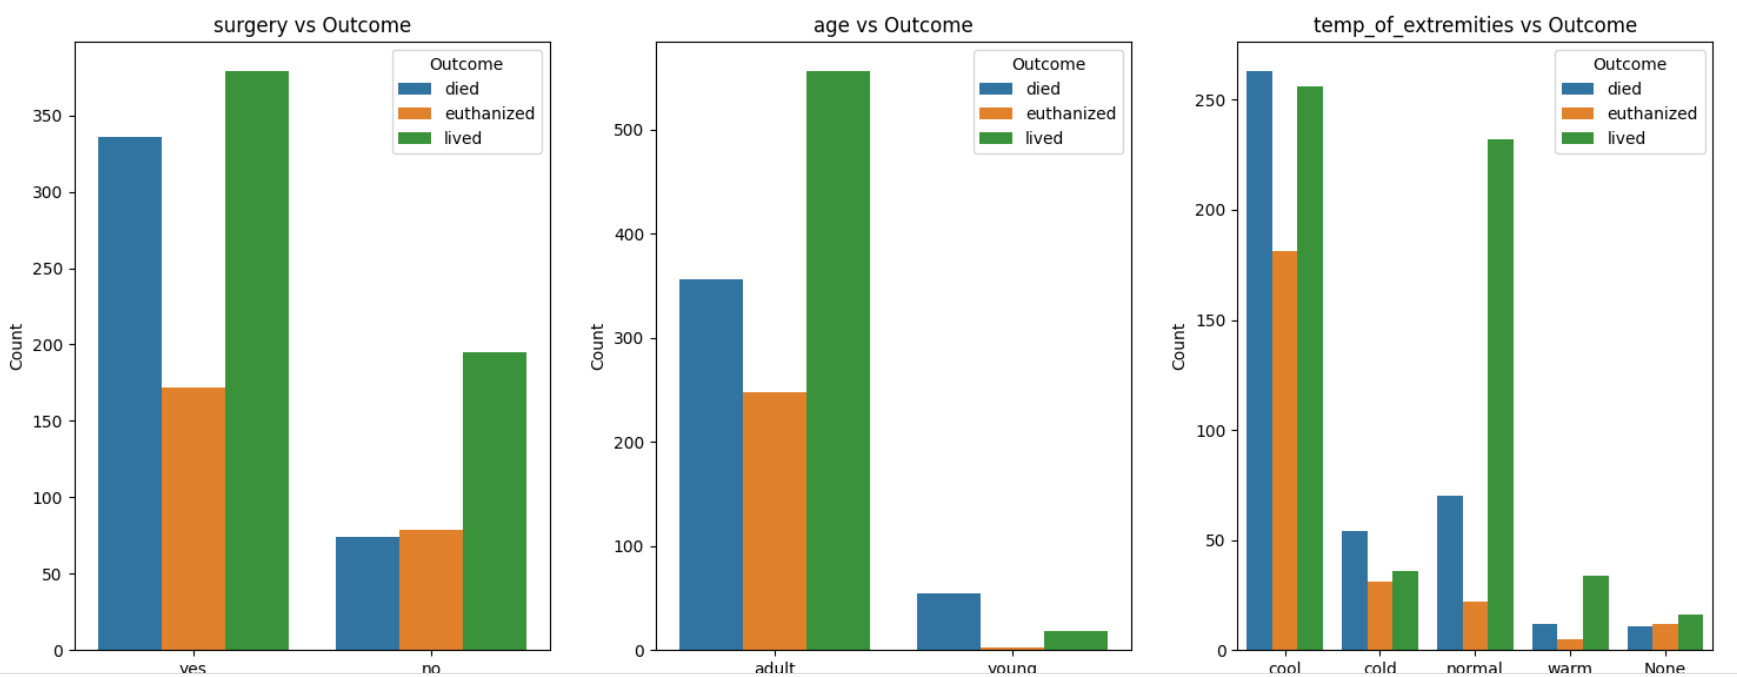 surgery vs Outcome
Count
350
300
250
200
150
100
50
0
yes
no
Outcome
died
euthanized
lived
age vs Outcome
Count
500
400
300
200
100
0
adult
young
Outcome
died
euthanized
lived
temp_of_extremities vs Outcome
Count
250
200
150
100
50
0
cool
cold
normal
warm
None
Outcome
died
euthanized
lived